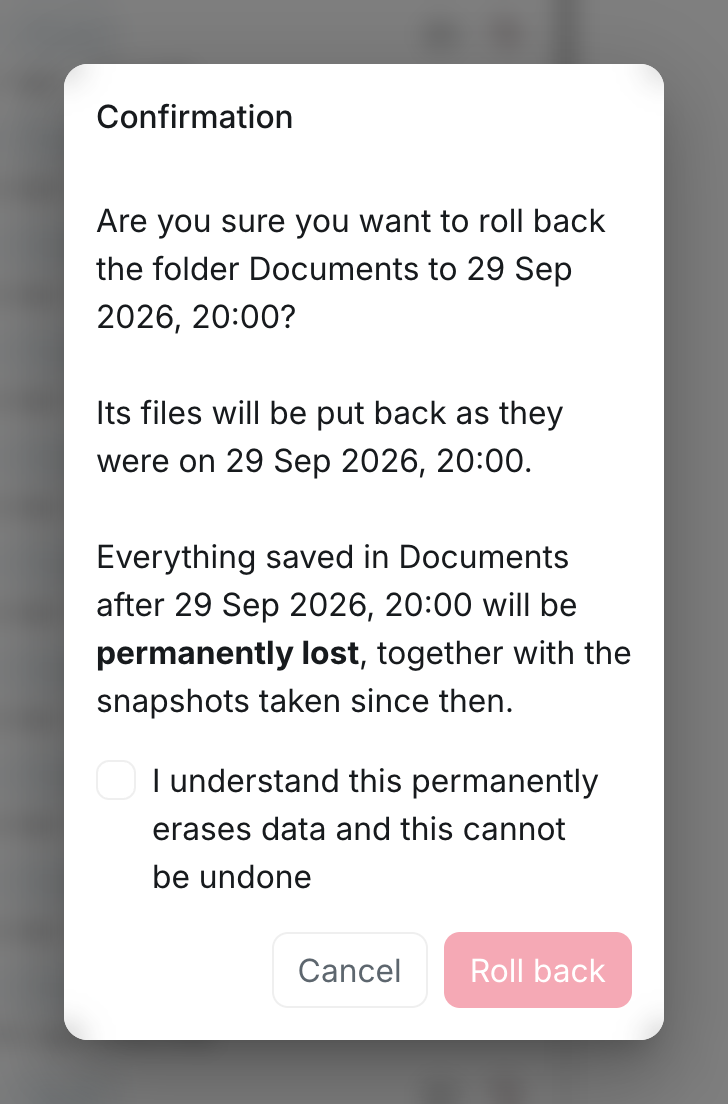 Confirmation
Are you sure you want to roll back
the folder Documents to 29 Sep
2026, 20:00?
Its files will be put back as they
were on 29 Sep 2026, 20:00.
Everything saved in Documents
after 29 Sep 2026, 20:00 will be
permanently lost, together with the
snapshots taken since then.
I understand this permanently
erases data and this cannot
be undone
Cancel
Roll back